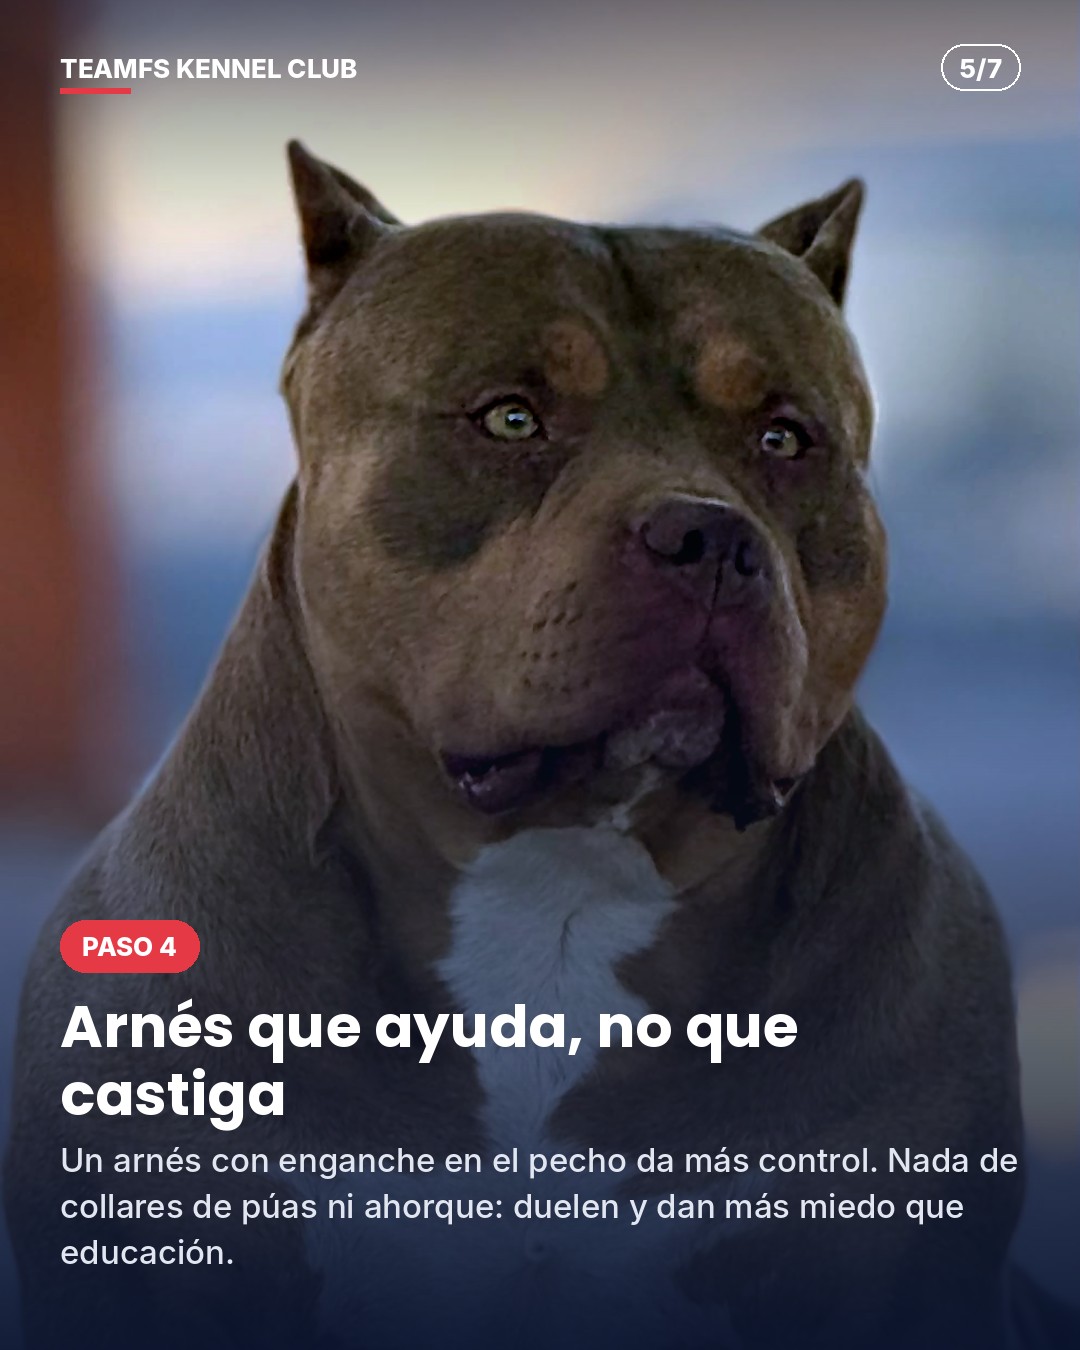 TEAMFS KENNEL CLUB
5/7
PASO 4
Arnés que ayuda, no que
castiga
Un arnés con enganche en el pecho da más control. Nada de
collares de púas ni ahorque: duelen y dan más miedo que
educación.